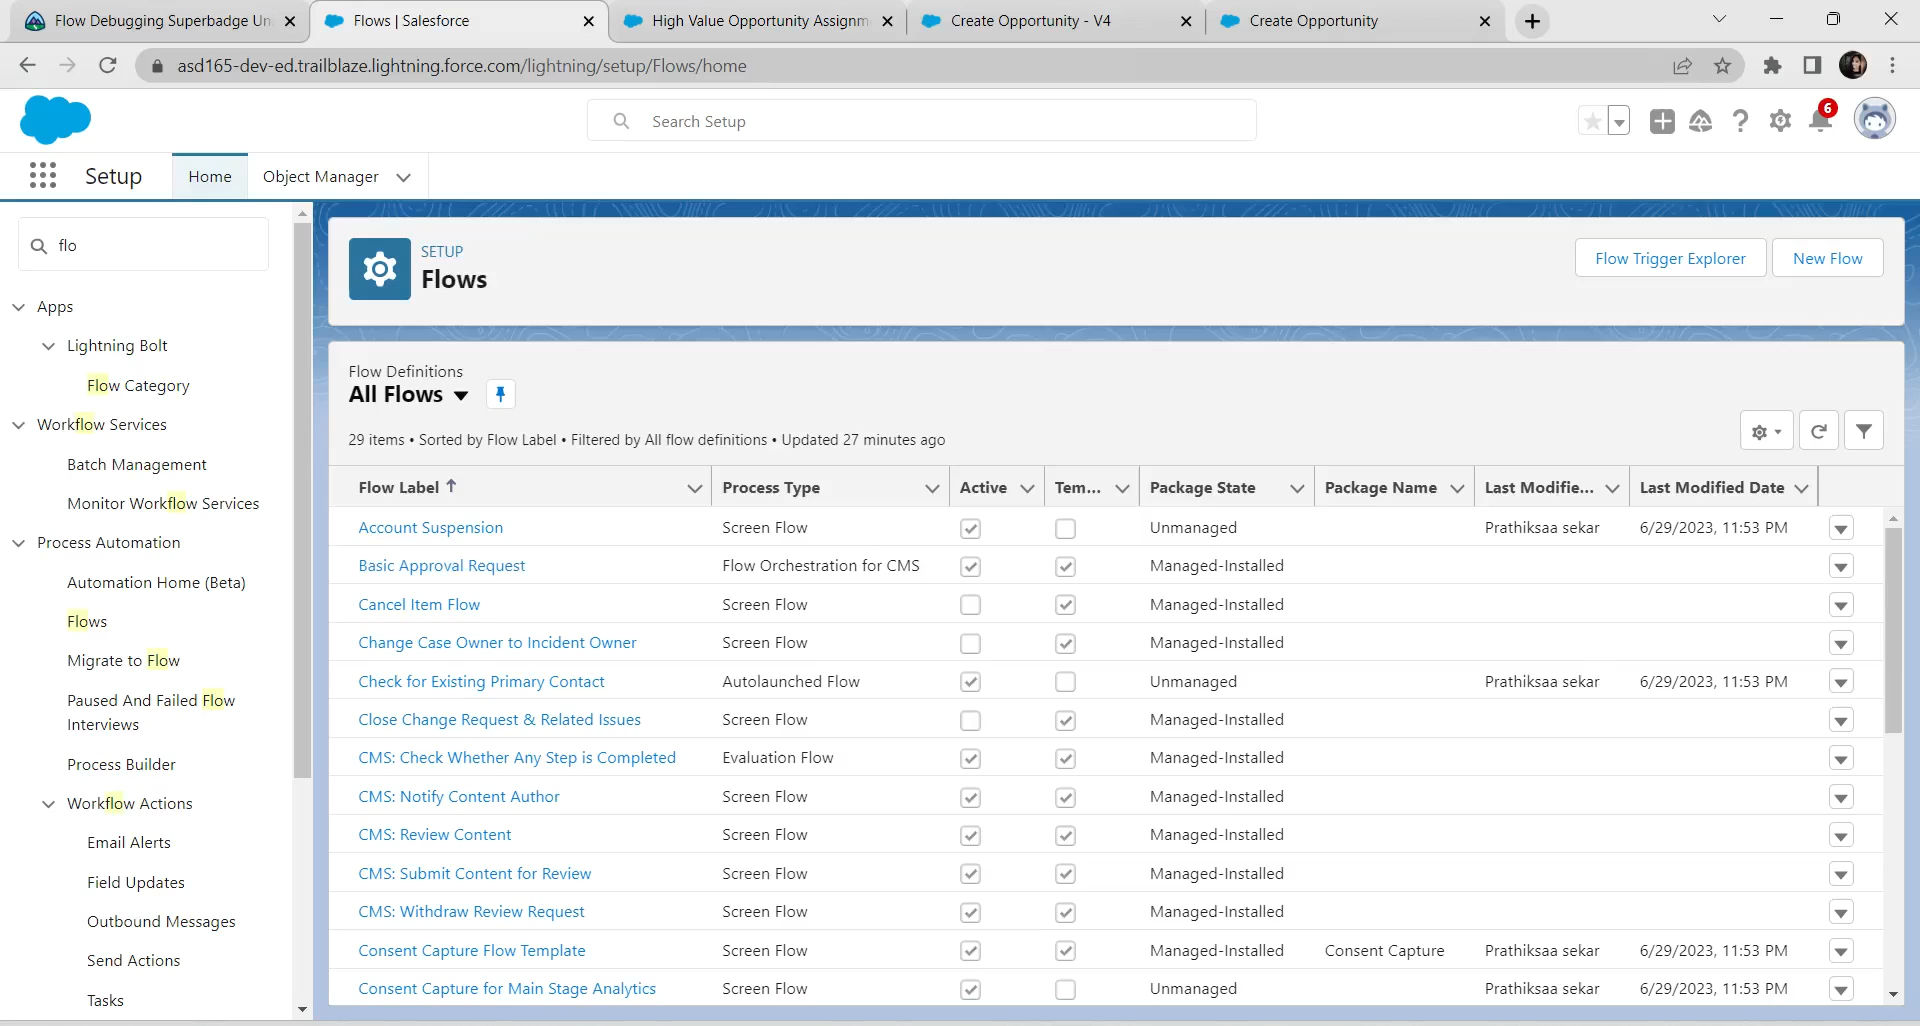 Flow Debugging Superbadge Un
Flows | Salesforce
High Value Opportunity Assignm
Create Opportunity - V4
Create Opportunity
asd165-dev-ed.trailblaze.lightning.force.com/lightning/setup/Flows/home
Search Setup
6
Setup
Home
Object Manager
flo
Apps
Lightning Bolt
Flow Category
Workflow Services
Batch Management
Monitor Workflow Services
Process Automation
Automation Home (Beta)
Flows
Migrate to Flow
Paused And Failed Flow
Interviews
Process Builder
Workflow Actions
Email Alerts
Field Updates
Outbound Messages
Send Actions
Tasks
SETUP
Flows
Flow Trigger Explorer
New Flow
Flow Definitions
All Flows
29 items • Sorted by Flow Label • Filtered by All flow definitions • Updated 27 minutes ago
Flow Label Process Type Active Tem... Package State Package Name Last Modifie... Last Modified Date
Account Suspension Screen Flow Unmanaged Prathiksaa sekar 6/29/2023, 11:53 PM
Basic Approval Request Flow Orchestration for CMS Managed-Installed
Cancel Item Flow Screen Flow Managed-Installed
Change Case Owner to Incident Owner Screen Flow Managed-Installed
Check for Existing Primary Contact Autolaunched Flow Unmanaged Prathiksaa sekar 6/29/2023, 11:53 PM
Close Change Request & Related Issues Screen Flow Managed-Installed
CMS: Check Whether Any Step is Completed Evaluation Flow Managed-Installed
CMS: Notify Content Author Screen Flow Managed-Installed
CMS: Review Content Screen Flow Managed-Installed
CMS: Submit Content for Review Screen Flow Managed-Installed
CMS: Withdraw Review Request Screen Flow Managed-Installed
Consent Capture Flow Template Screen Flow Managed-Installed Consent Capture Prathiksaa sekar 6/29/2023, 11:53 PM
Consent Capture for Main Stage Analytics Screen Flow Unmanaged Prathiksaa sekar 6/29/2023, 11:53 PM